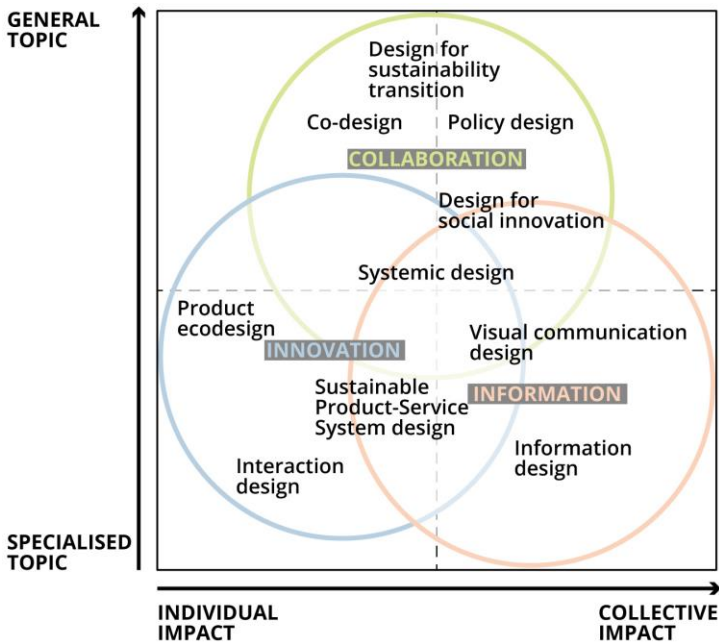 GENERAL
TOPIC
Design for
sustainability
transition
Co-design
Policy design
COLLABORATION
Design for
social innovation
Systemic design
Product
ecodesign
INNOVATION
Visual communication
design
Sustainable
Product-Service
System design
INFORMATION
Interaction
design
Information
design
SPECIALISED
TOPIC
INDIVIDUAL
IMPACT
COLLECTIVE
IMPACT